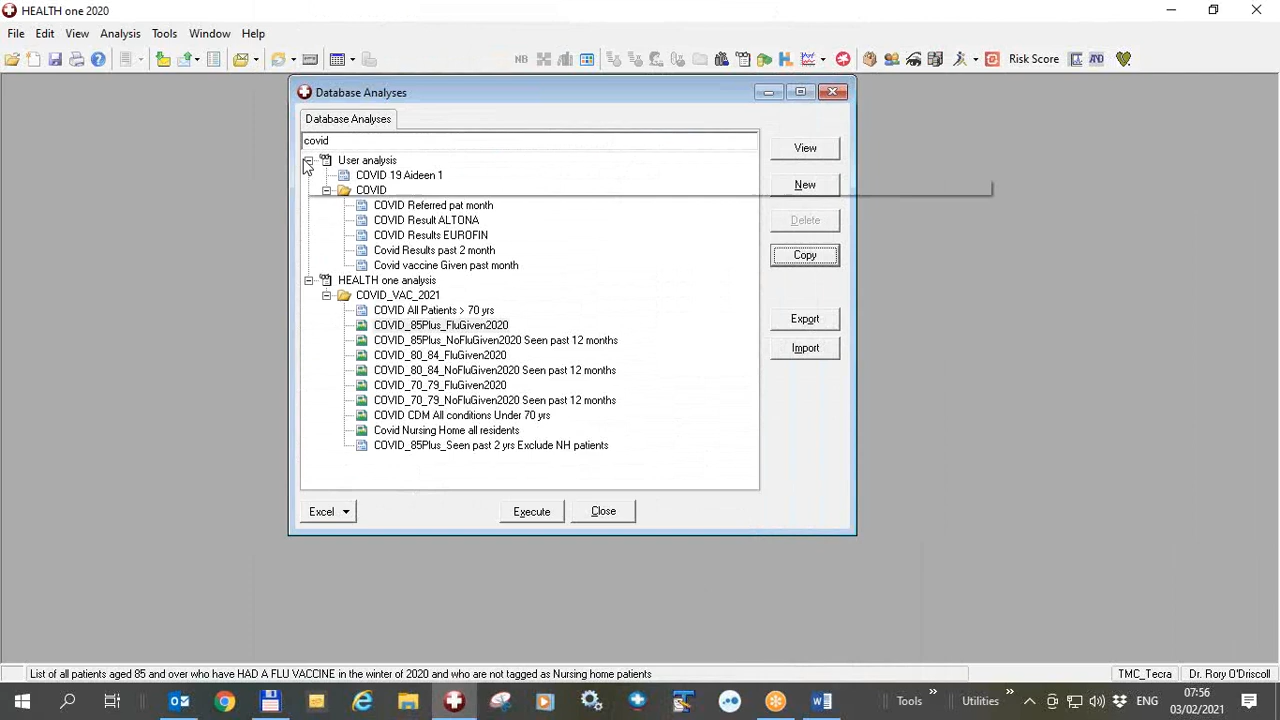 HEALTH one 2020
File Edit View Analysis Tools Window Help
NB Risk Score AND
Database Analyses
Database Analyses
covid
User analysis
COVID 19 Aideen 1
COVID
COVID Referred pat month
COVID Result ALTONA
COVID Results EUROFIN
Covid Results past 2 month
Covid vaccine Given past month
HEALTH one analysis
COVID_VAC_2021
COVID All Patients > 70 yrs
COVID_85Plus_FluGiven2020
COVID_85Plus_NoFluGiven2020 Seen past 12 months
COVID_80_84_FluGiven2020
COVID_80_84_NoFluGiven2020 Seen past 12 months
COVID_70_79_FluGiven2020
COVID_70_79_NoFluGiven2020 Seen past 12 months
COVID CDM All conditions Under 70 yrs
Covid Nursing Home all residents
COVID_85Plus_Seen past 2 yrs Exclude NH patients
View
New
Delete
Copy
Export
Import
Excel Execute Close
List of all patients aged 85 and over who have HAD A FLU VACCINE in the winter of 2020 and who are not tagged as Nursing home patients TMC_Tecra Dr. Rory O'Driscoll
Tools » Utilities » ENG 07:56
03/02/2021